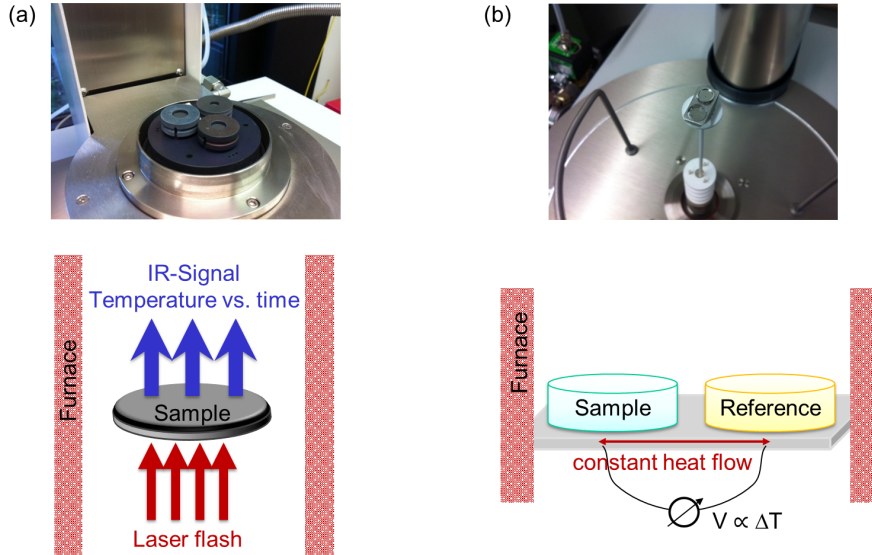 (a)
(b)
IR-Signal
Temperature vs. time
Furnace
Sample
Laser flash
Furnace
Sample
Reference
constant heat flow
V ∝ ΔT